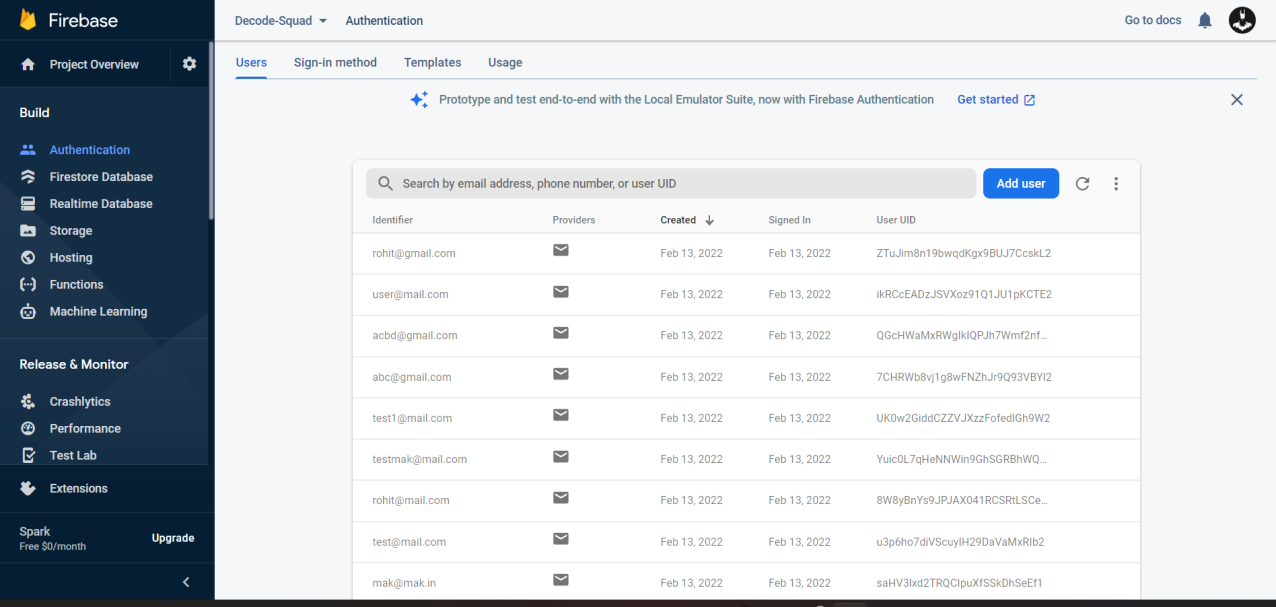 Firebase
Decode-Squad Authentication
Go to docs
Project Overview
Users Sign-in method Templates Usage
Prototype and test end-to-end with the Local Emulator Suite, now with Firebase Authentication Get started
Build
Authentication
Firestore Database
Realtime Database
Storage
Hosting
Functions
Machine Learning
Release & Monitor
Crashlytics
Performance
Test Lab
Extensions
Spark
Free $0/month
Upgrade
Search by email address, phone number, or user UID Add user
Identifier Providers Created Signed In User UID
rohit@gmail.com Feb 13, 2022 Feb 13, 2022 ZTuJim8n19bwqdKgx9BUJ7CcskL2
user@mail.com Feb 13, 2022 Feb 13, 2022 ikRCcEADzJSVXoz91Q1JU1pKCTE2
acbd@gmail.com Feb 13, 2022 Feb 13, 2022 QGcHWaMxRWgIkIQPJh7Wmf2nf...
abc@gmail.com Feb 13, 2022 Feb 13, 2022 7CHRWb8vj1g8wFNZhJr9Q93VBYI2
test1@mail.com Feb 13, 2022 Feb 13, 2022 UK0w2GiddCZZVJXzzFofedIGh9W2
testmak@mail.com Feb 13, 2022 Feb 13, 2022 Yuic0L7qHeNNWin9GhSGRBhWQ...
rohit@mail.com Feb 13, 2022 Feb 13, 2022 8W8yBnYs9JPJAX041RCSRtLSCe...
test@mail.com Feb 13, 2022 Feb 13, 2022 u3p6ho7diVScuyIH29DaVaMxRIb2
mak@mak.in Feb 13, 2022 Feb 13, 2022 saHV3Ixd2TRQCIpuXfSSkDhSeEf1